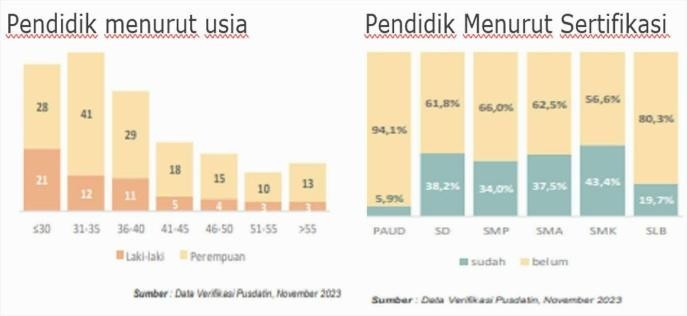 Pendidik menurut usia
28
41
29
18
15
10
13
21
12
11
5
4
3
3
≤30 31-35 36-40 41-45 46-50 51-55 >55
Laki-laki Perempuan
Sumber : Data Verifikasi Pusdatin, November 2023
Pendidik Menurut Sertifikasi
94,1% 61,8% 66,0% 62,5% 56,6% 80,3%
5,9% 38,2% 34,0% 37,5% 43,4% 19,7%
PAUD SD SMP SMA SMK SLB
sudah belum
Sumber : Data Verifikasi Pusdatin, November 2023